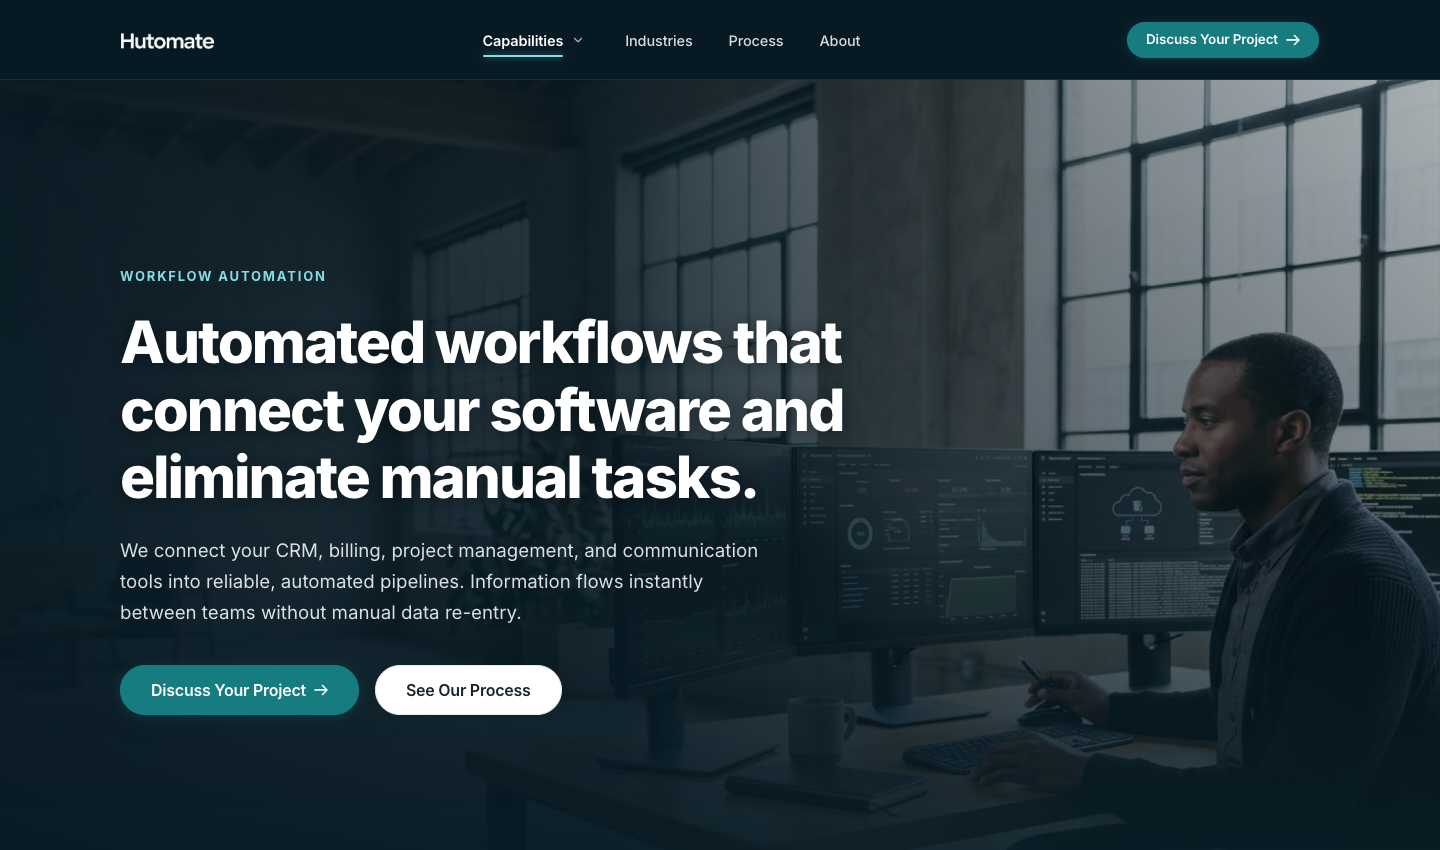 Hutomate
Capabilities
Industries
Process
About
Discuss Your Project →
WORKFLOW AUTOMATION
Automated workflows that
connect your software and
eliminate manual tasks.
We connect your CRM, billing, project management, and communication
tools into reliable, automated pipelines. Information flows instantly
between teams without manual data re-entry.
Discuss Your Project →
See Our Process